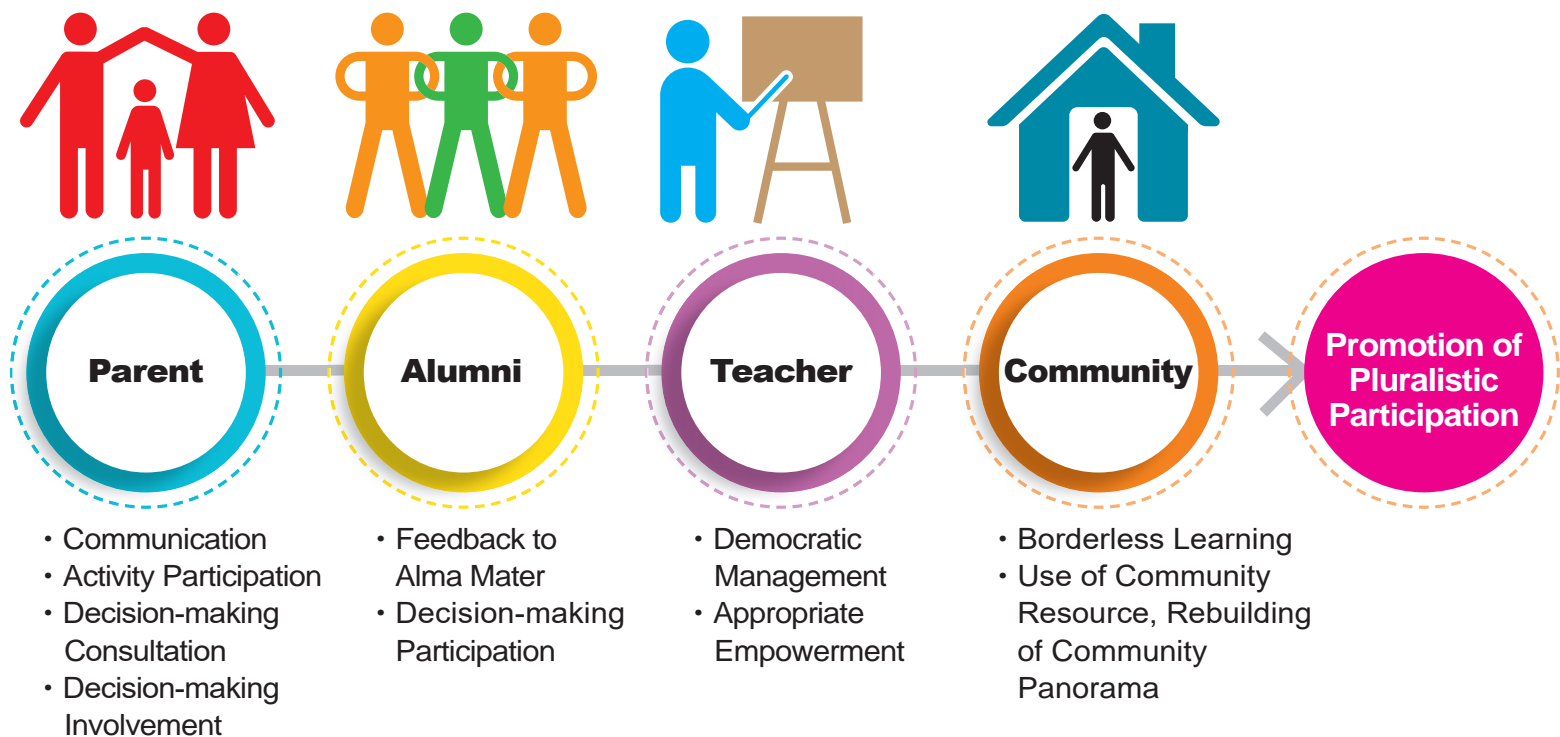 Parent
Alumni
Teacher
Community
Promotion of
Pluralistic
Participation
・Communication
・Activity Participation
・Decision-making
Consultation
・Decision-making
Involvement
・Feedback to
Alma Mater
・Decision-making
Participation
・Democratic
Management
・Appropriate
Empowerment
・Borderless Learning
・Use of Community
Resource, Rebuilding
of Community
Panorama